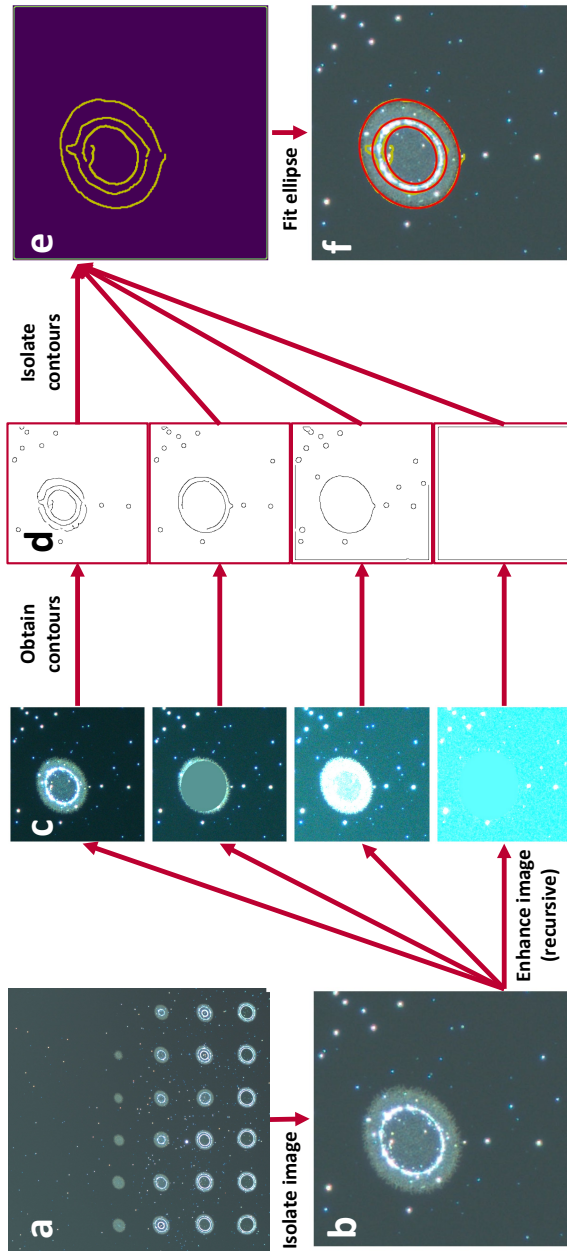 a
Isolate image
b
Enhance image
(recursive)
c
Obtain
contours
d
Isolate
contours
e
Fit ellipse
f